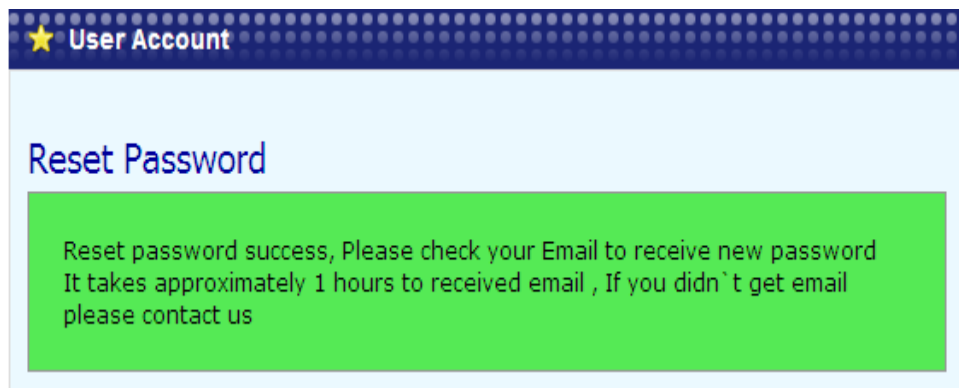 User Account
Reset Password
Reset password success, Please check your Email to receive new password
It takes approximately 1 hours to received email , If you didn`t get email
please contact us